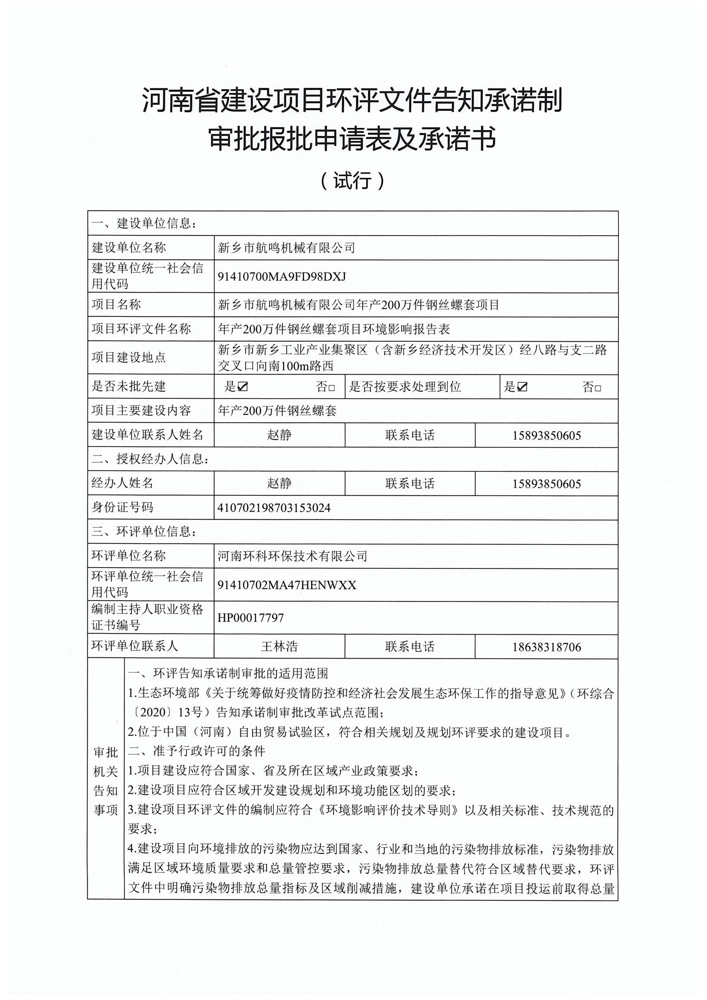 河南省建设项目环评文件告知承诺制
审批报批申请表及承诺书
（试行）
一、建设单位信息：
建设单位名称 新乡市航鸣机械有限公司
建设单位统一社会信
用代码 91410700MA9FD98DXJ
项目名称 新乡市航鸣机械有限公司年产200万件钢丝螺套项目
项目环评文件名称 年产200万件钢丝螺套项目环境影响报告表
项目建设地点 新乡市新乡工业产业集聚区（含新乡经济技术开发区）经八路与支二路
交叉口向南100m路西
是否未批先建 是☑ 否□ 是否按要求处理到位 是☑ 否□
项目主要建设内容 年产200万件钢丝螺套
建设单位联系人姓名 赵静 联系电话 15893850605
二、授权经办人信息：
经办人姓名 赵静 联系电话 15893850605
身份证号码 410702198703153024
三、环评单位信息：
环评单位名称 河南环科环保技术有限公司
环评单位统一社会信
用代码 91410702MA47HENWXX
编制主持人职业资格
证书编号 HP00017797
环评单位联系人 王林浩 联系电话 18638318706
审批
机关
告知
事项
一、环评告知承诺制审批的适用范围
1.生态环境部《关于统筹做好疫情防控和经济社会发展生态环保工作的指导意见》（环综合
〔2020〕13号）告知承诺制审批改革试点范围；
2.位于中国（河南）自由贸易试验区，符合相关规划及规划环评要求的建设项目。
二、准予行政许可的条件
1.项目建设应符合国家、省及所在区域产业政策要求；
2.建设项目应符合区域开发建设规划和环境功能区划的要求；
3.建设项目环评文件的编制应符合《环境影响评价技术导则》以及相关标准、技术规范的
要求；
4.建设项目向环境排放的污染物应达到国家、行业和当地的污染物排放标准，污染物排放
满足区域环境质量要求和总量管控要求，污染物排放总量替代符合区域替代要求，环评
文件中明确污染物排放总量指标及区域削减措施，建设单位承诺在项目投运前取得总量